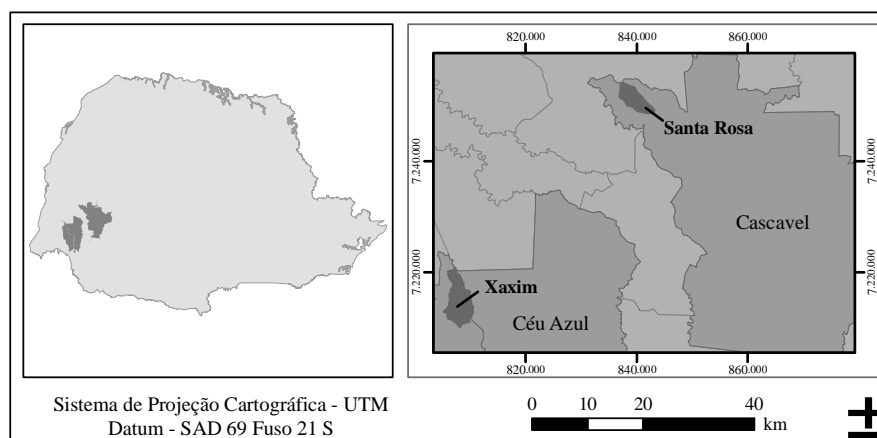 820.000 840.000 860.000
Santa Rosa
7.240.000 7.240.000
Cascavel
7.220.000 7.220.000
Xaxim
Céu Azul
820.000 840.000 860.000
Sistema de Projeção Cartográfica - UTM
Datum - SAD 69 Fuso 21 S
0 10 20 40
km